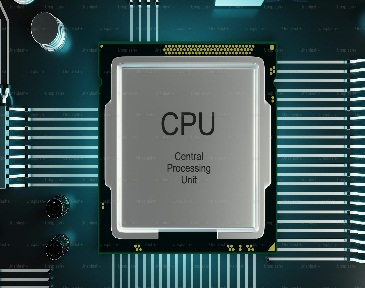 CPU
Central
Processing
Unit